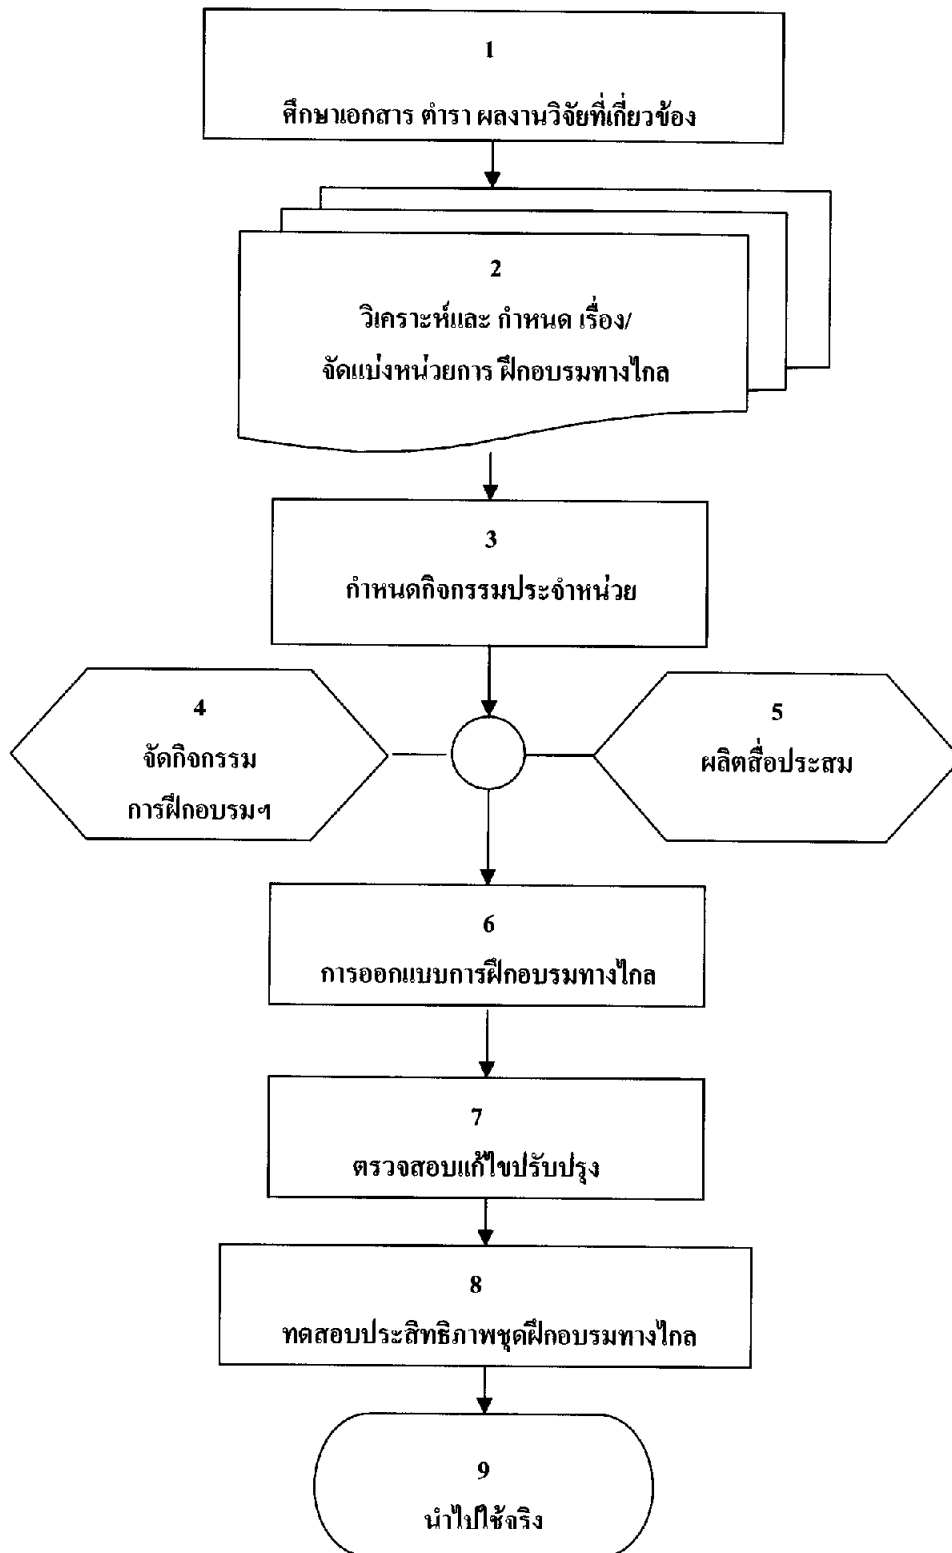 1
ศึกษาเอกสาร ตำรา ผลงานวิจัยที่เกี่ยวข้อง
2
วิเคราะห์และ กำหนด เรื่อง/
จัดแบ่งหน่วยการ ฝึกอบรมทางไกล
3
กำหนดกิจกรรมประจำหน่วย
4
จัดกิจกรรม
การฝึกอบรมฯ
5
ผลิตสื่อประสม
6
การออกแบบการฝึกอบรมทางไกล
7
ตรวจสอบแก้ไขปรับปรุง
8
ทดสอบประสิทธิภาพชุดฝึกอบรมทางไกล
9
นำไปใช้จริง